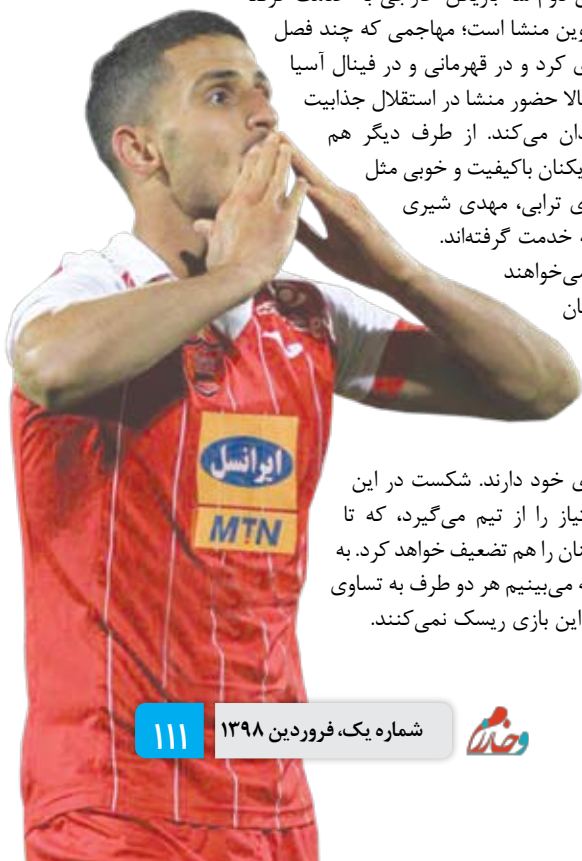 وین منشا است؛ مهاجمی که چند فصل
ی کرد و در قهرمانی و در فینال آسیا
الا حضور منشا در استقلال جذابیت
دان می‌کند. از طرف دیگر هم
یکنان باکیفیت و خوبی مثل
ی ترابی، مهدی شیری
خدمت گرفته‌اند.
می‌خواهند
ان
ایرانسل
MTN
ی خود دارند. شکست در این
تیاز را از تیم می‌گیرد، که تا
نان را هم تضعیف خواهد کرد. به
ه می‌بینیم هر دو طرف به تساوی
این بازی ریسک نمی‌کنند.
شماره یک، فروردین ۱۳۹۸
۱۱۱